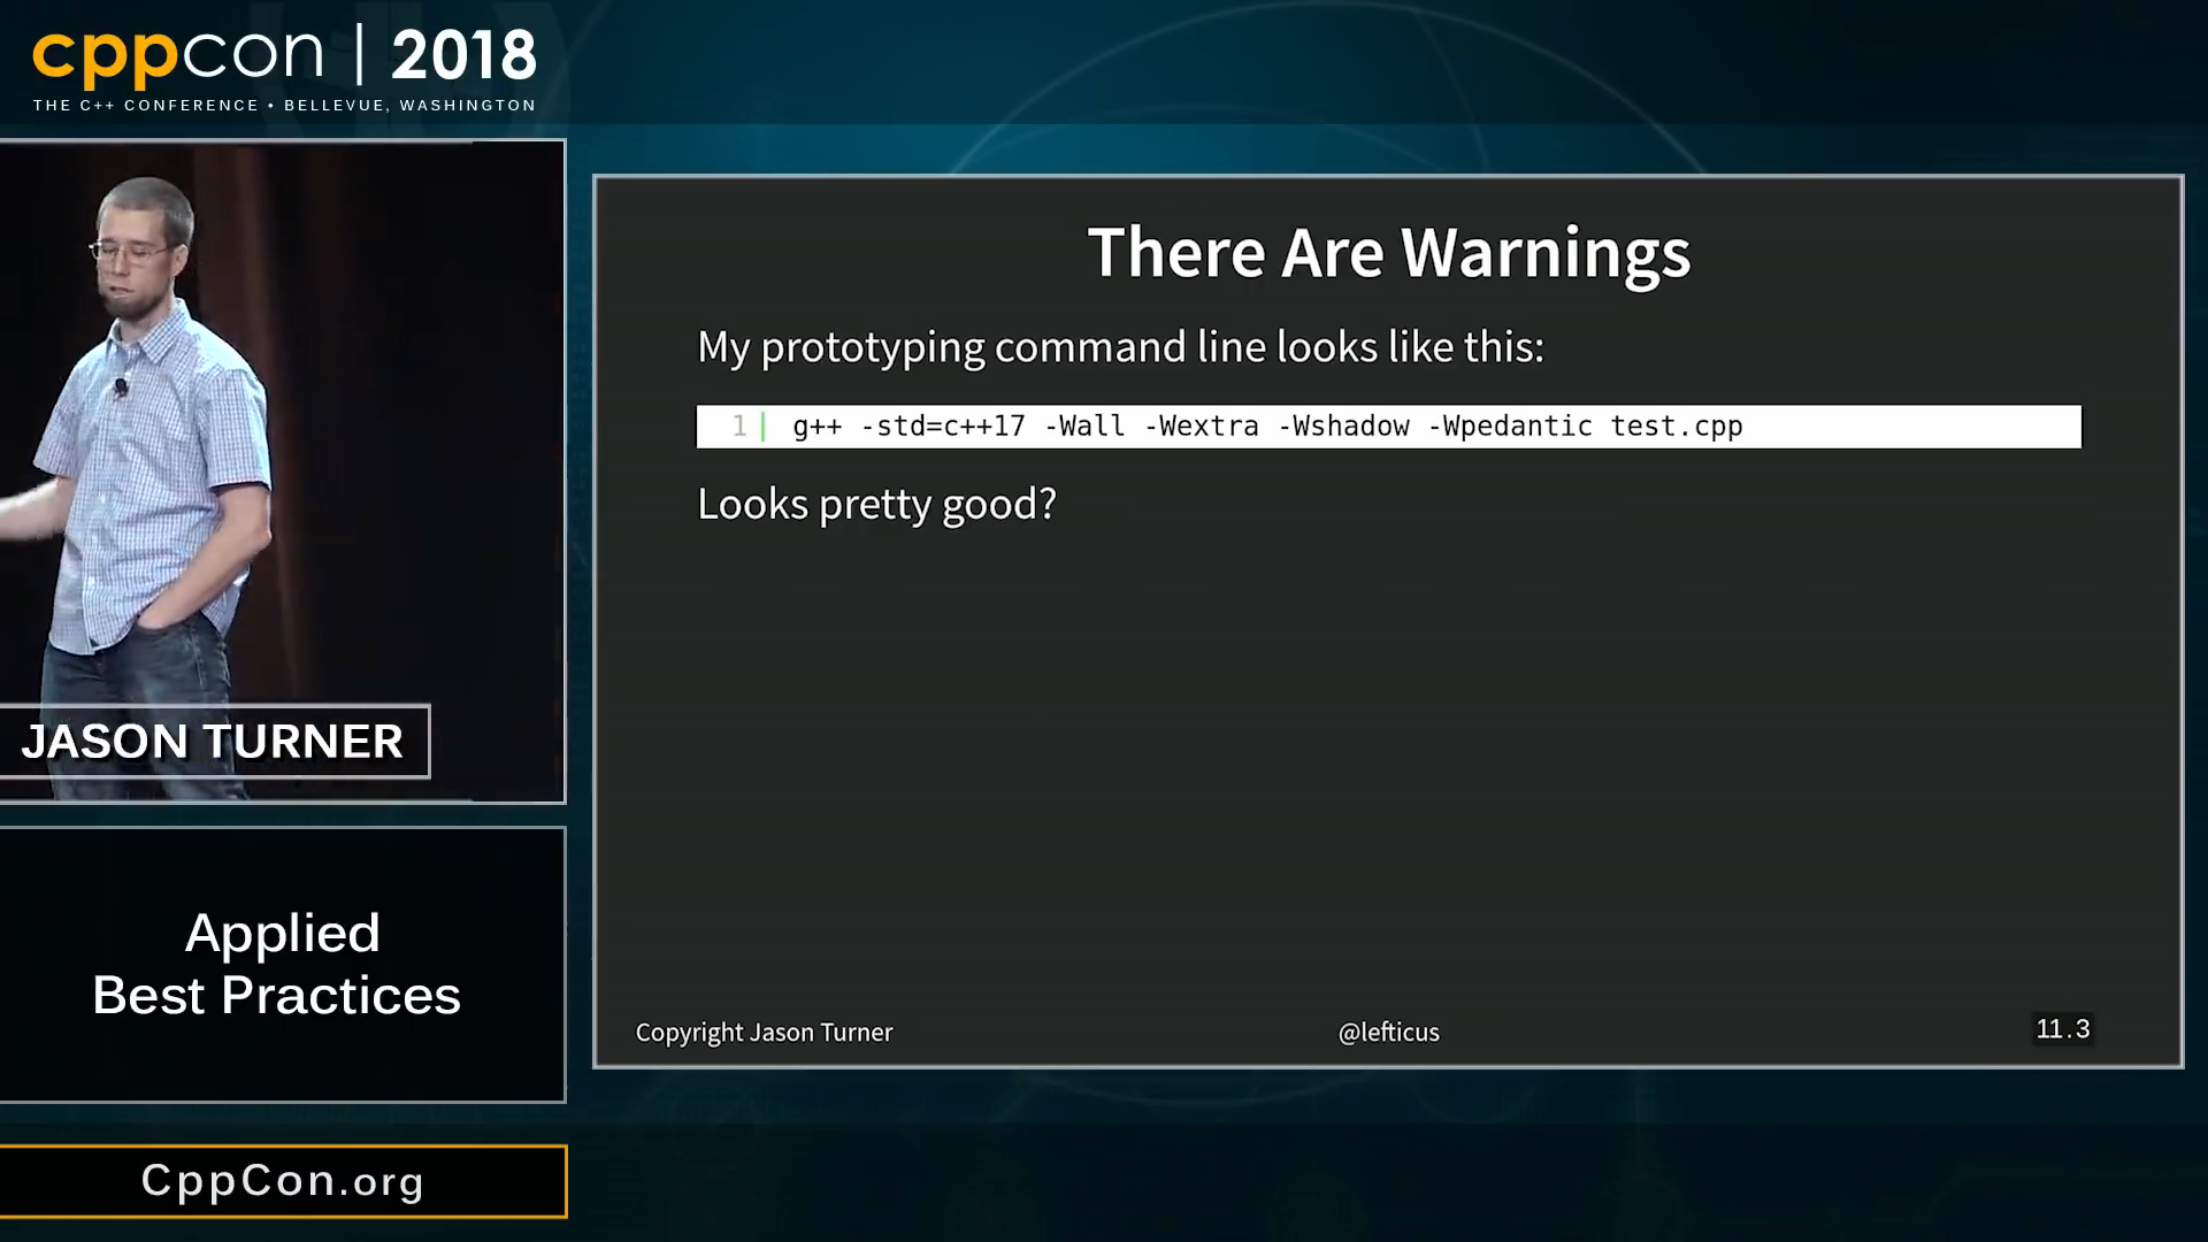 cppcon | 2018
THE C++ CONFERENCE • BELLEVUE, WASHINGTON
JASON TURNER
Applied
Best Practices
CppCon.org
There Are Warnings
My prototyping command line looks like this:
1 g++ -std=c++17 -Wall -Wextra -Wshadow -Wpedantic test.cpp
Looks pretty good?
Copyright Jason Turner
@lefticus
11.3